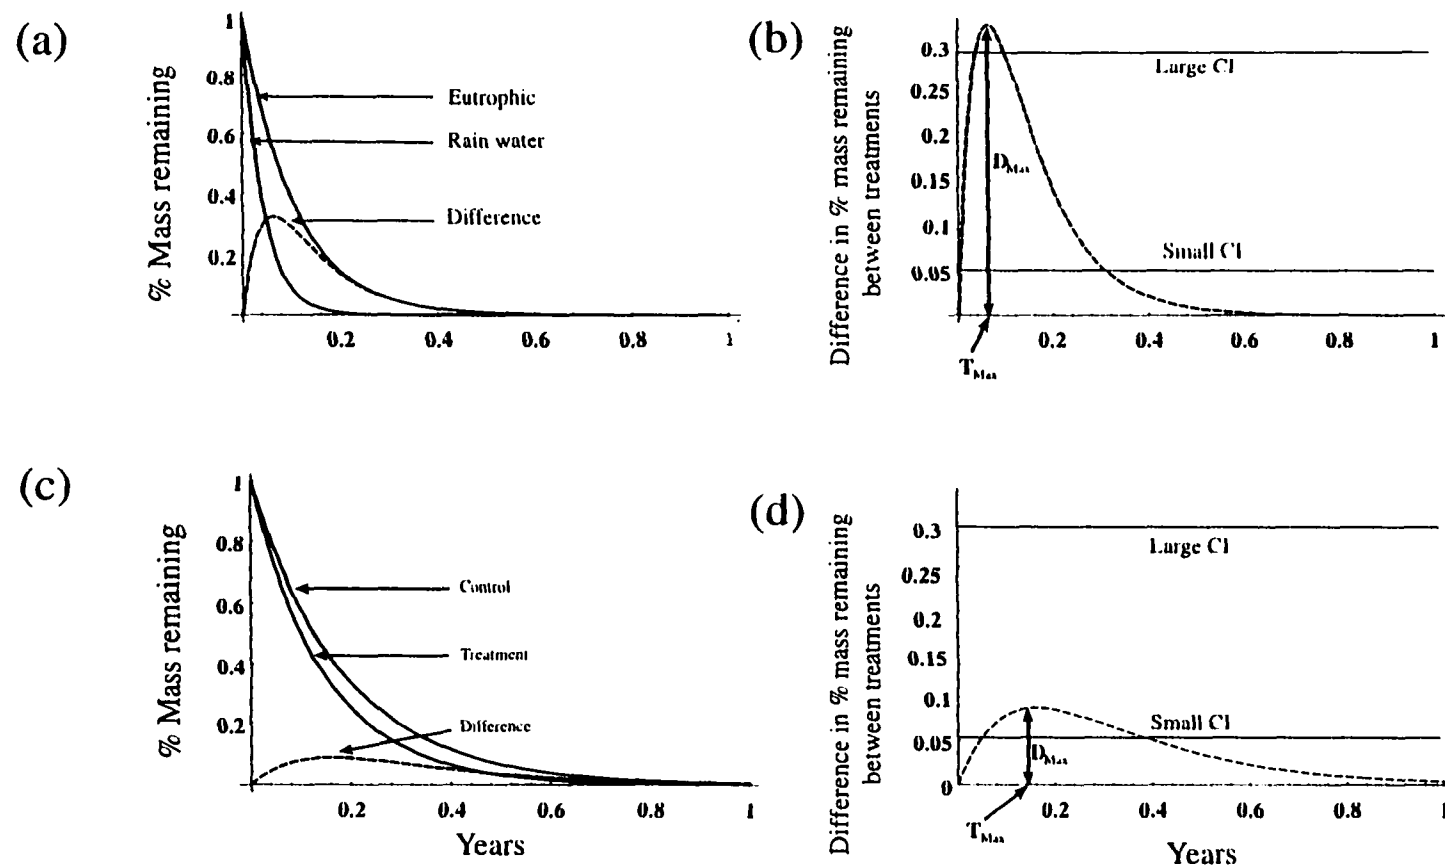 (a)
% Mass remaining
1
0.8
0.6
0.4
0.2
Eutrophic
Rain water
Difference
0.2 0.4 0.6 0.8 1
(b)
Difference in % mass remaining
between treatments
0.3
0.25
0.2
0.15
0.1
0.05
Large CI
Small CI
DMax
TMax
0.2 0.4 0.6 0.8 1
(c)
% Mass remaining
1
0.8
0.6
0.4
0.2
Control
Treatment
Difference
0.2 0.4 0.6 0.8 1
Years
(d)
Difference in % mass remaining
between treatments
0.3
0.25
0.2
0.15
0.1
0.05
0
Large CI
Small CI
DMax
TMax
0.2 0.4 0.6 0.8 1
Years